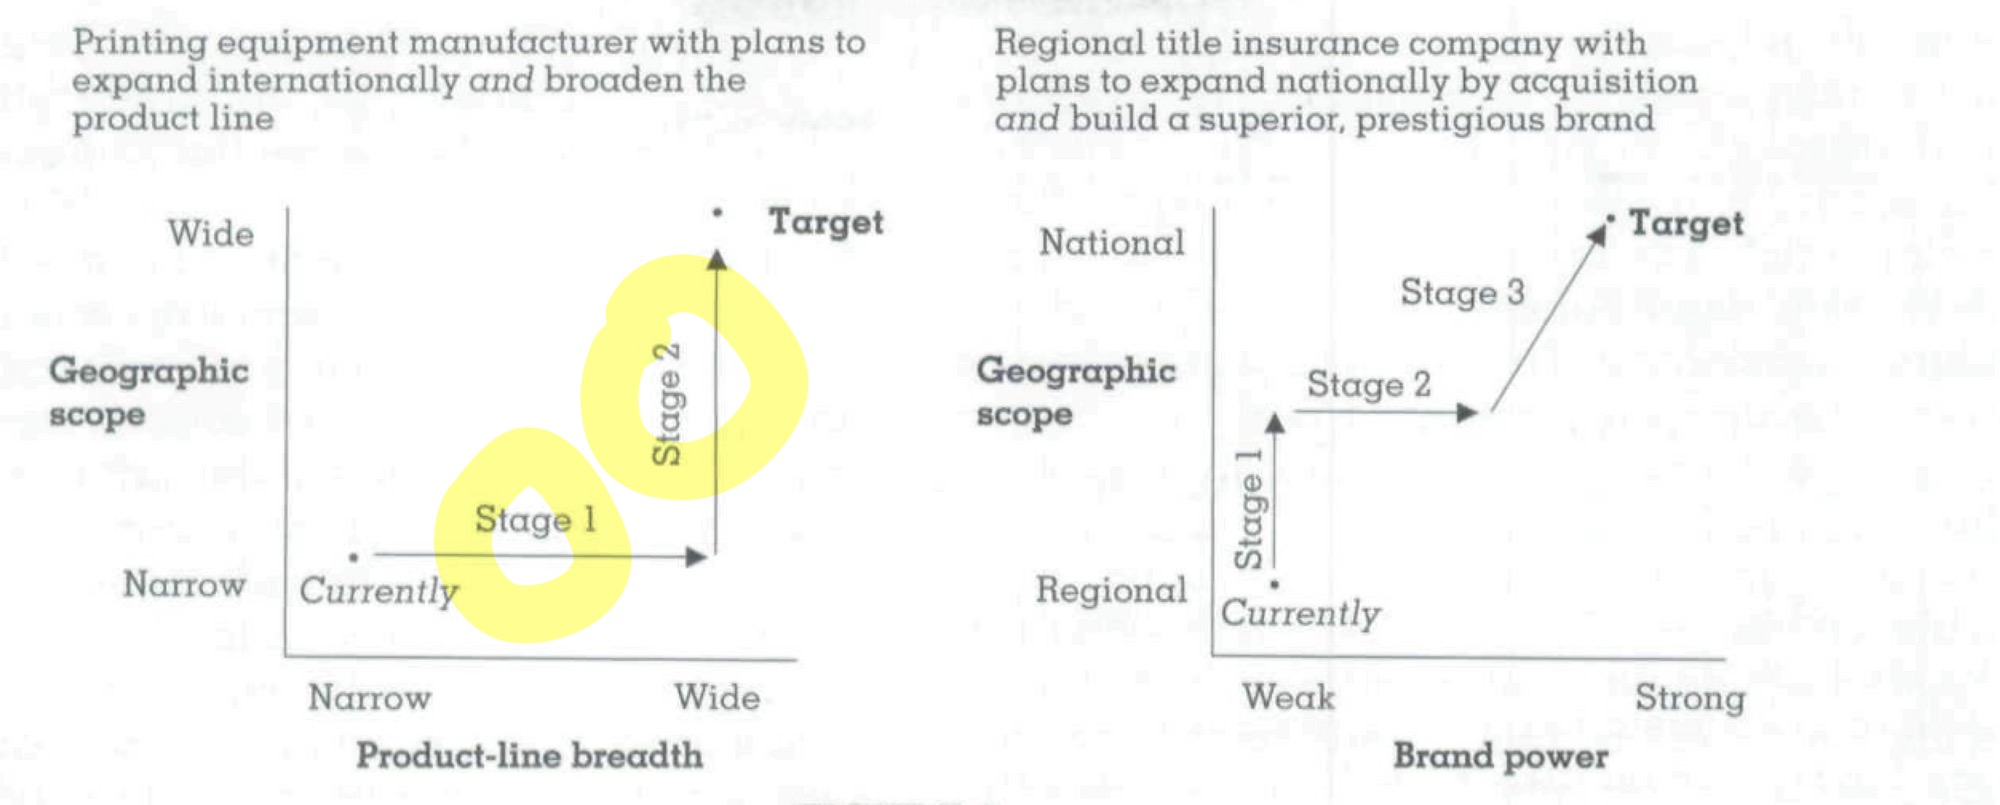 Printing equipment manufacturer with plans to
expand internationally and broaden the
product line
Wide
Target
Geographic
scope
Stage 2
Stage 1
Narrow
Currently
Narrow
Wide
Product-line breadth
Regional title insurance company with
plans to expand nationally by acquisition
and build a superior, prestigious brand
National
Target
Stage 3
Geographic
scope
Stage 2
Stage 1
Regional
Currently
Weak
Strong
Brand power